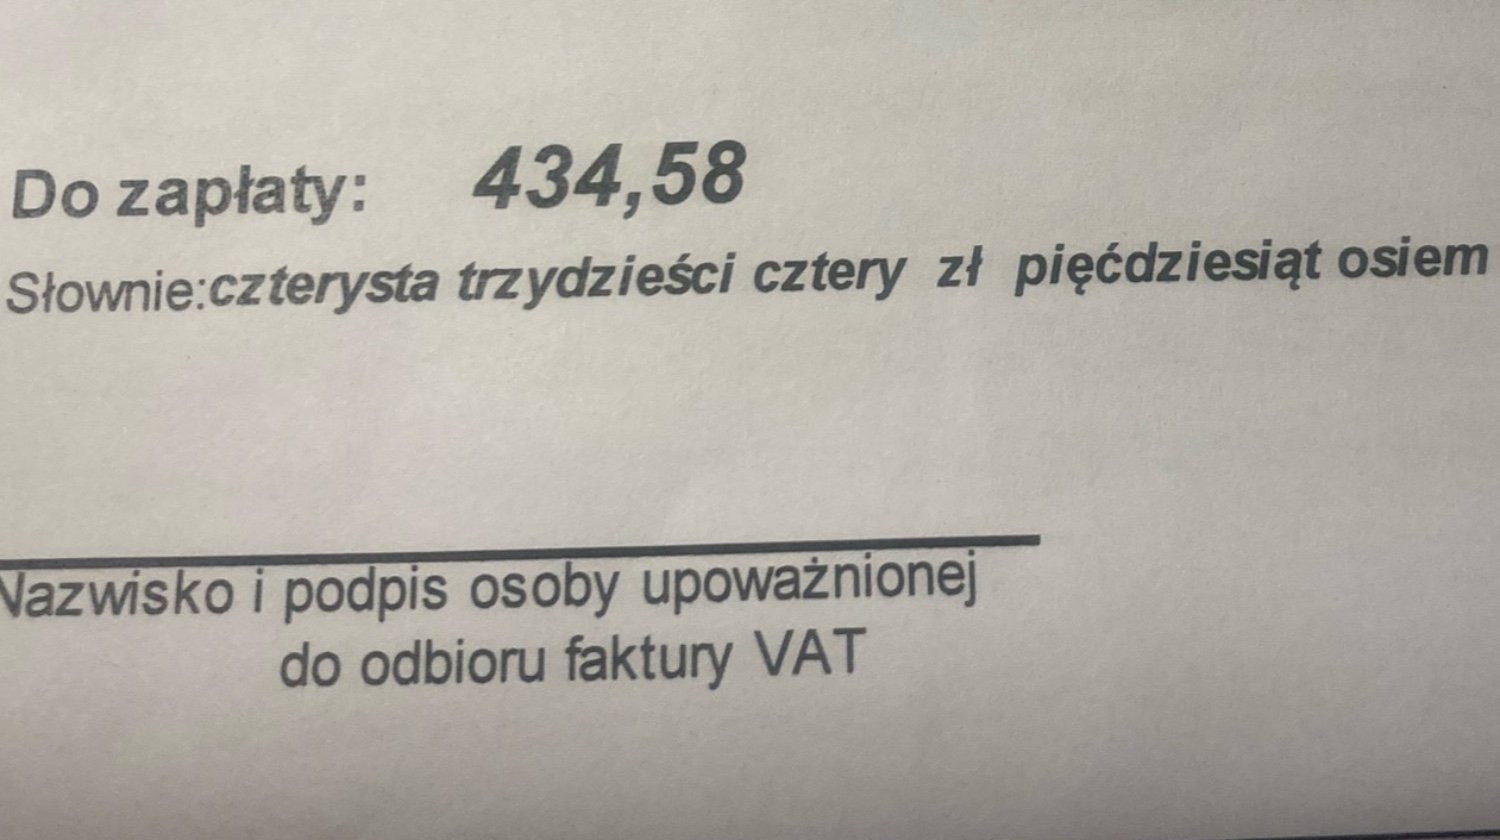 Do zapłaty: 434,58
Słownie:czterysta trzydzieści cztery zł pięćdziesiąt osiem
Nazwisko i podpis osoby upoważnionej
do odbioru faktury VAT